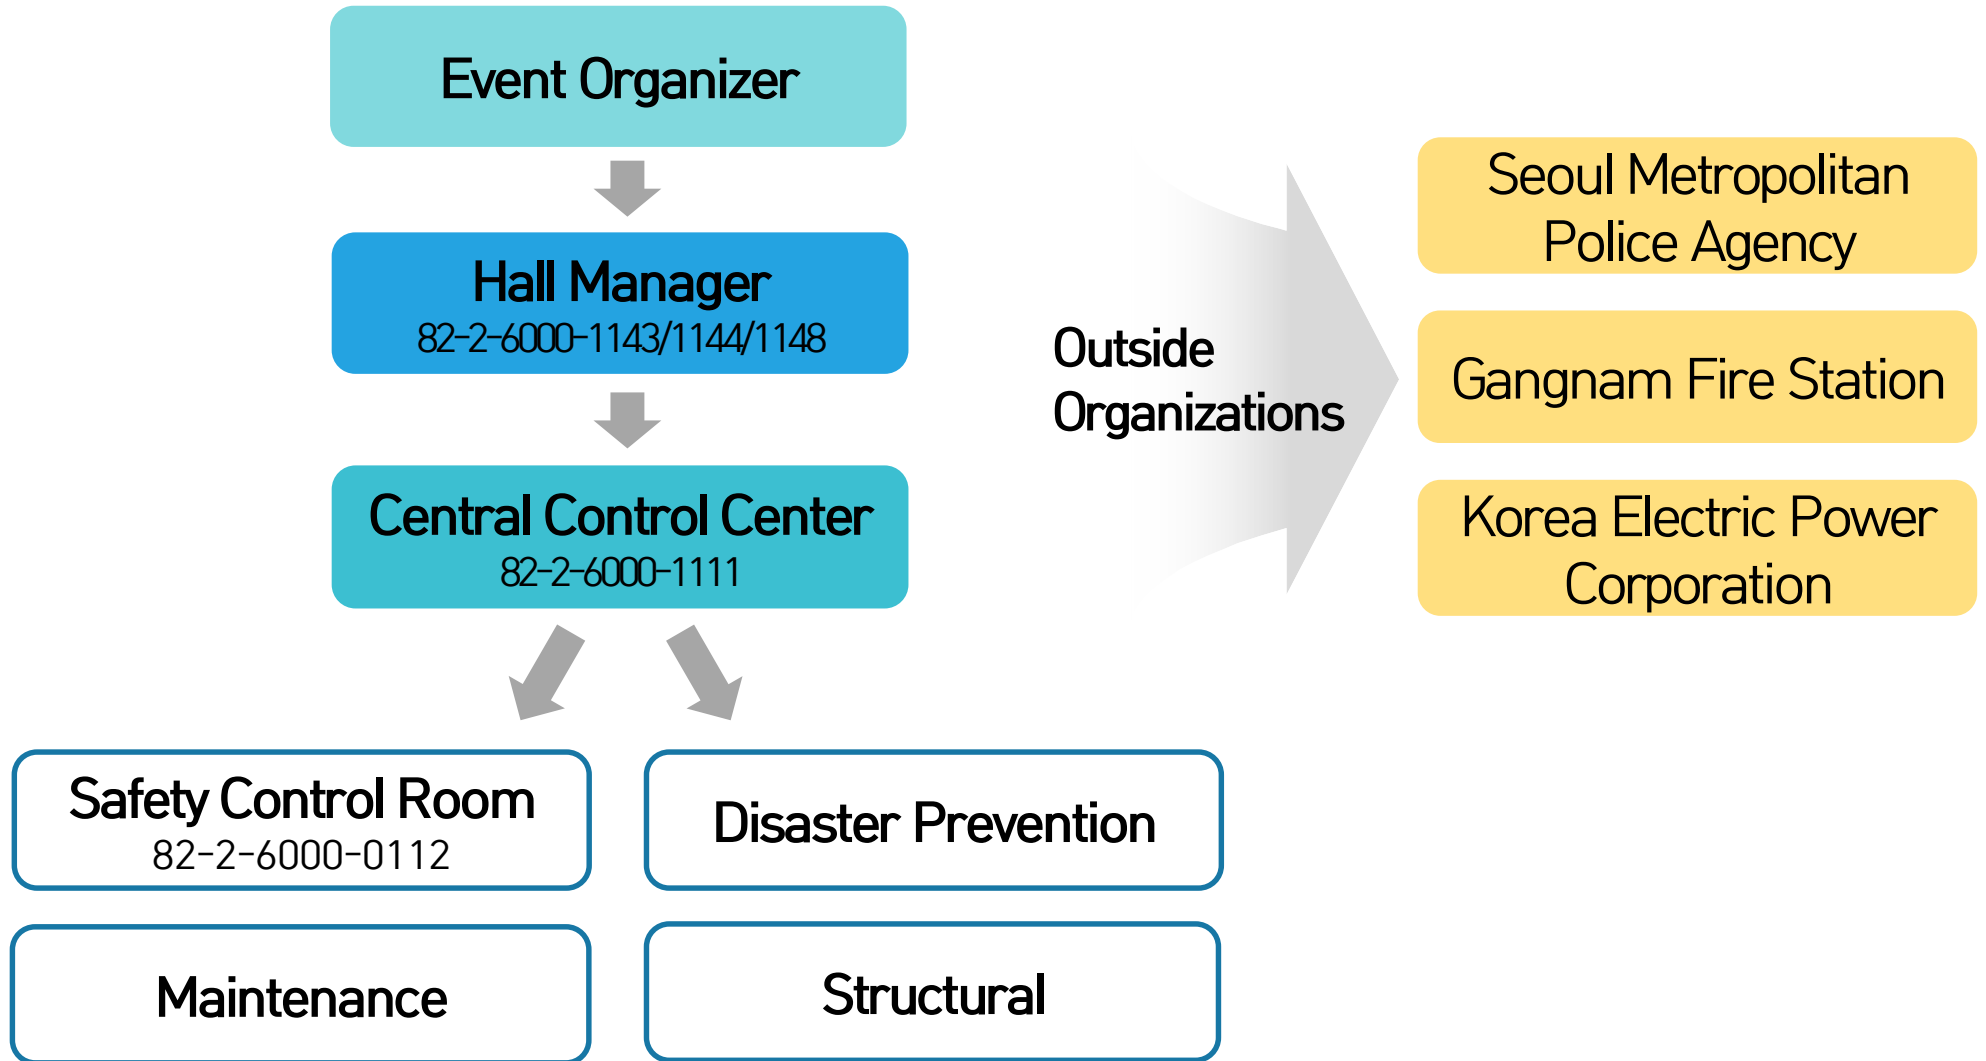 Event Organizer
Hall Manager
82-2-6000-1143/1144/1148
Central Control Center
82-2-6000-1111
Safety Control Room
82-2-6000-0112
Disaster Prevention
Maintenance
Structural
Outside
Organizations
Seoul Metropolitan
Police Agency
Gangnam Fire Station
Korea Electric Power
Corporation